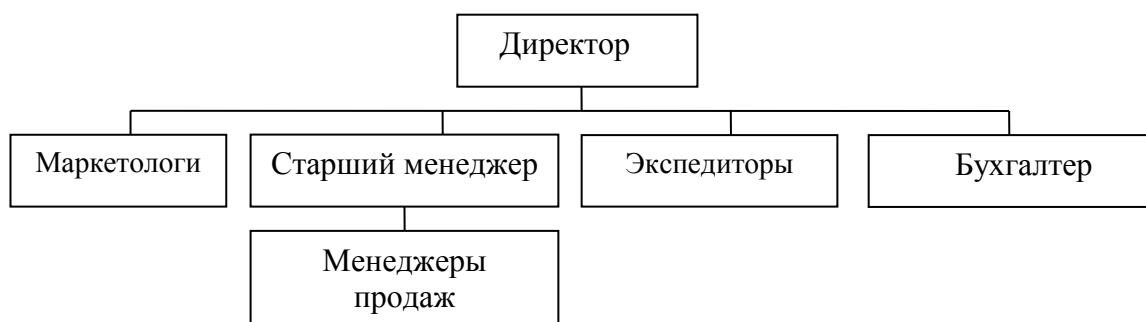 Директор
Маркетологи
Старший менеджер
Экспедиторы
Бухгалтер
Менеджеры
продаж